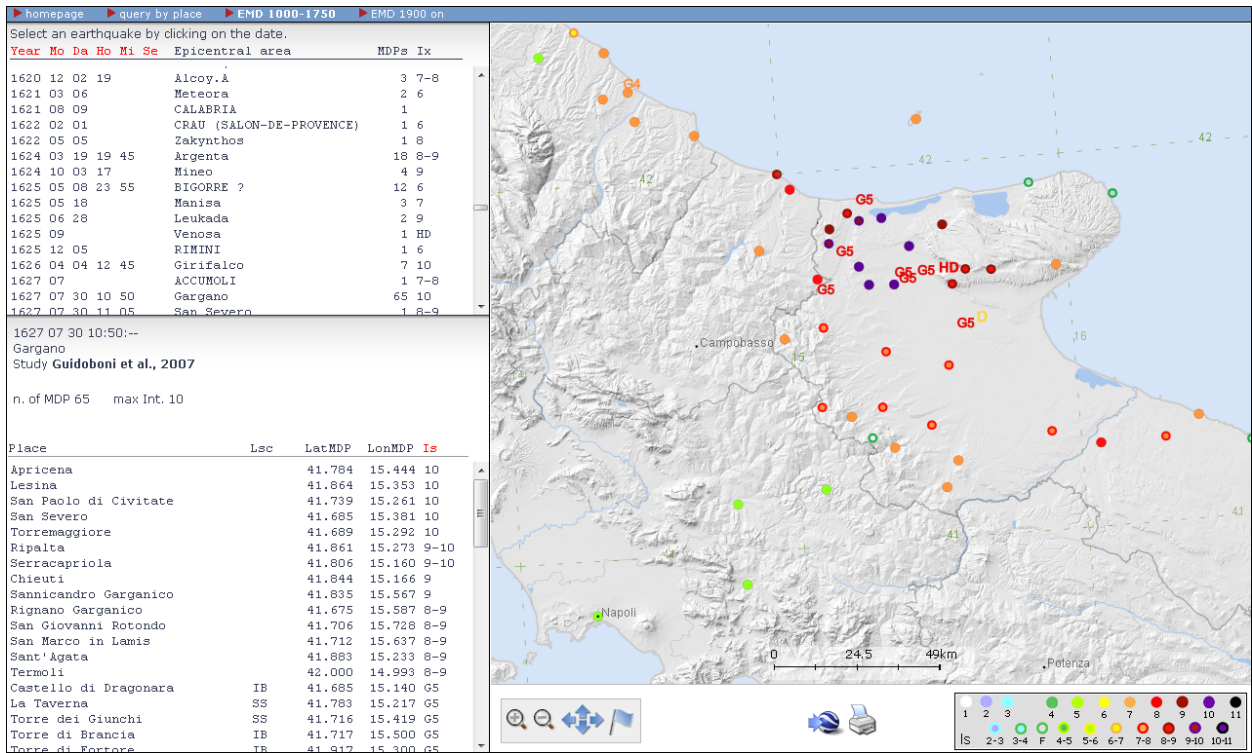 homepage query by place EMD 1000-1750 EMD 1900 on
Select an earthquake by clicking on the date.
Year Mo Da Ho Mi Se Epicentral area MDPs Ix
1620 12 02 19 Alcoy.A 3 7-8
1621 03 06 Meteora 2 6
1621 08 09 CALABRIA 1
1622 02 01 CRAU (SALON-DE-PROVENCE) 1 6
1622 05 05 Zakynthos 1 8
1624 03 19 19 45 Argenta 18 8-9
1624 10 03 17 Mineo 4 9
1625 05 08 23 55 BIGORRE ? 12 6
1625 05 18 Manisa 3 7
1625 06 28 Leukada 2 9
1625 09 Venosa 1 HD
1625 12 05 RIMINI 1 6
1626 04 04 12 45 Girifalco 7 10
1627 07 ACCUMOLI 1 7-8
1627 07 30 10 50 Gargano 65 10
1627 07 30 11 05 San Severo 1 8-9
1627 07 30 10:50:--
Gargano
Study Guidoboni et al., 2007
n. of MDP 65 max Int. 10
Place Lsc LatMDP LonMDP Is
Apricena 41.784 15.444 10
Lesina 41.864 15.353 10
San Paolo di Civitate 41.739 15.261 10
San Severo 41.685 15.381 10
Torremaggiore 41.689 15.292 10
Ripalta 41.861 15.273 9-10
Serracapriola 41.806 15.160 9-10
Chieuti 41.844 15.166 9
Sannicandro Garganico 41.835 15.567 9
Rignano Garganico 41.675 15.587 8-9
San Giovanni Rotondo 41.706 15.728 8-9
San Marco in Lamis 41.712 15.637 8-9
Sant'Agata 41.883 15.233 8-9
Termoli 42.000 14.993 8-9
Castello di Dragonara IB 41.685 15.140 G5
La Taverna SS 41.783 15.217 G5
Torre dei Giunchi SS 41.716 15.419 G5
Torre di Brancia IB 41.717 15.500 G5
Torre di Fortore IB 41.917 15.300 G5
G4
42
42
42
G5
G5
G5 G5 HD
G5
G5
G5 D
Campobasso
15
16
41
41
Napoli
0 24.5 49km
Potenza
1 2 3 4 5 6 7 8 9 10 11
Is 2-3 3-4 F 4-5 5-6 6-7 7-8 8-9 9-10 10-11